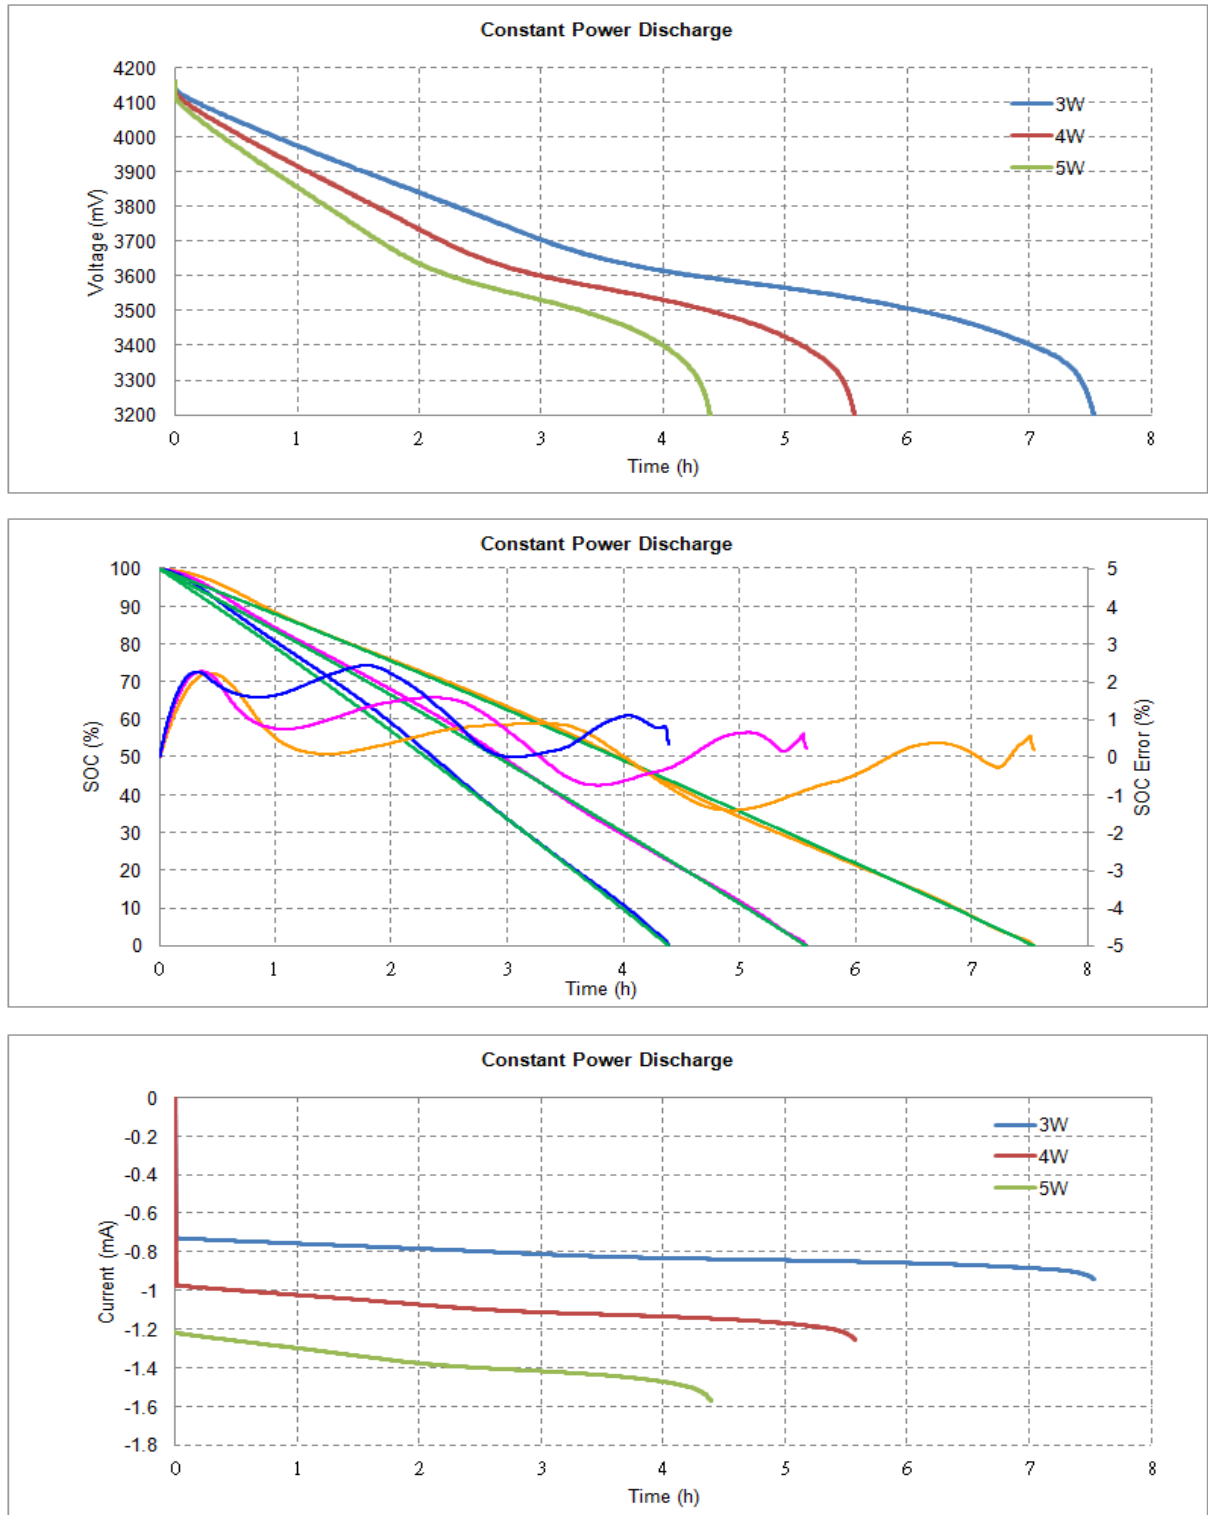 Constant Power Discharge
4200
4100
4000
3900
3800
3700
3600
3500
3400
3300
3200
Voltage (mV)
3W
4W
5W
0 1 2 3 4 5 6 7 8
Time (h)
Constant Power Discharge
100
90
80
70
60
50
40
30
20
10
0
SOC (%)
5
4
3
2
1
0
-1
-2
-3
-4
-5
SOC Error (%)
0 1 2 3 4 5 6 7 8
Time (h)
Constant Power Discharge
0
-0.2
-0.4
-0.6
-0.8
-1
-1.2
-1.4
-1.6
-1.8
Current (mA)
3W
4W
5W
0 1 2 3 4 5 6 7 8
Time (h)